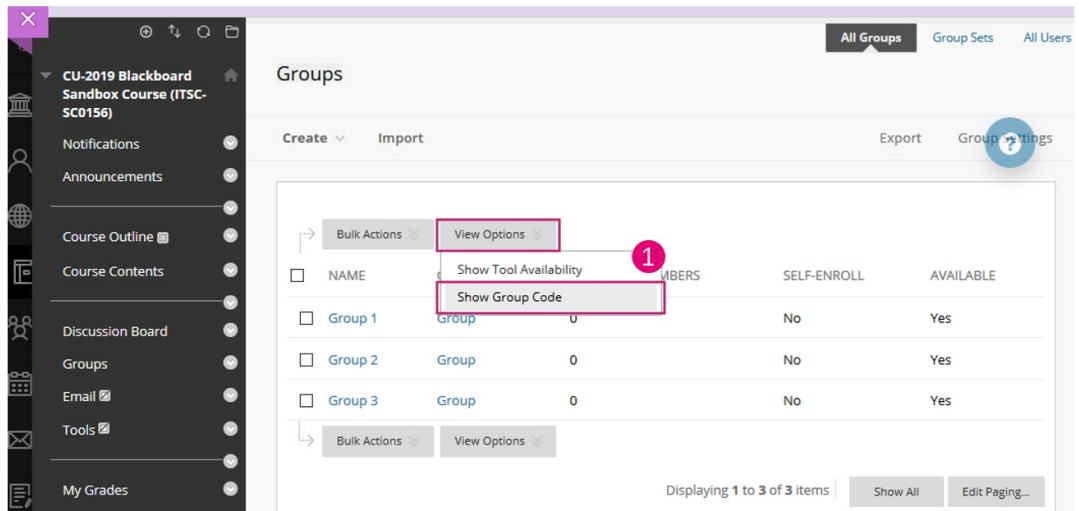 All Groups Group Sets All Users
CU-2019 Blackboard
Sandbox Course (ITSC-
SC0156)
Groups
Notifications
Create Import Export Group Settings
Announcements
Course Outline
Bulk Actions View Options
1
Course Contents
Show Tool Availability
NAME MBERS SELF-ENROLL AVAILABLE
Show Group Code
Group 1 Group 0 No Yes
Discussion Board
Groups
Group 2 Group 0 No Yes
Email
Group 3 Group 0 No Yes
Tools
Bulk Actions View Options
My Grades
Displaying 1 to 3 of 3 items Show All Edit Paging...